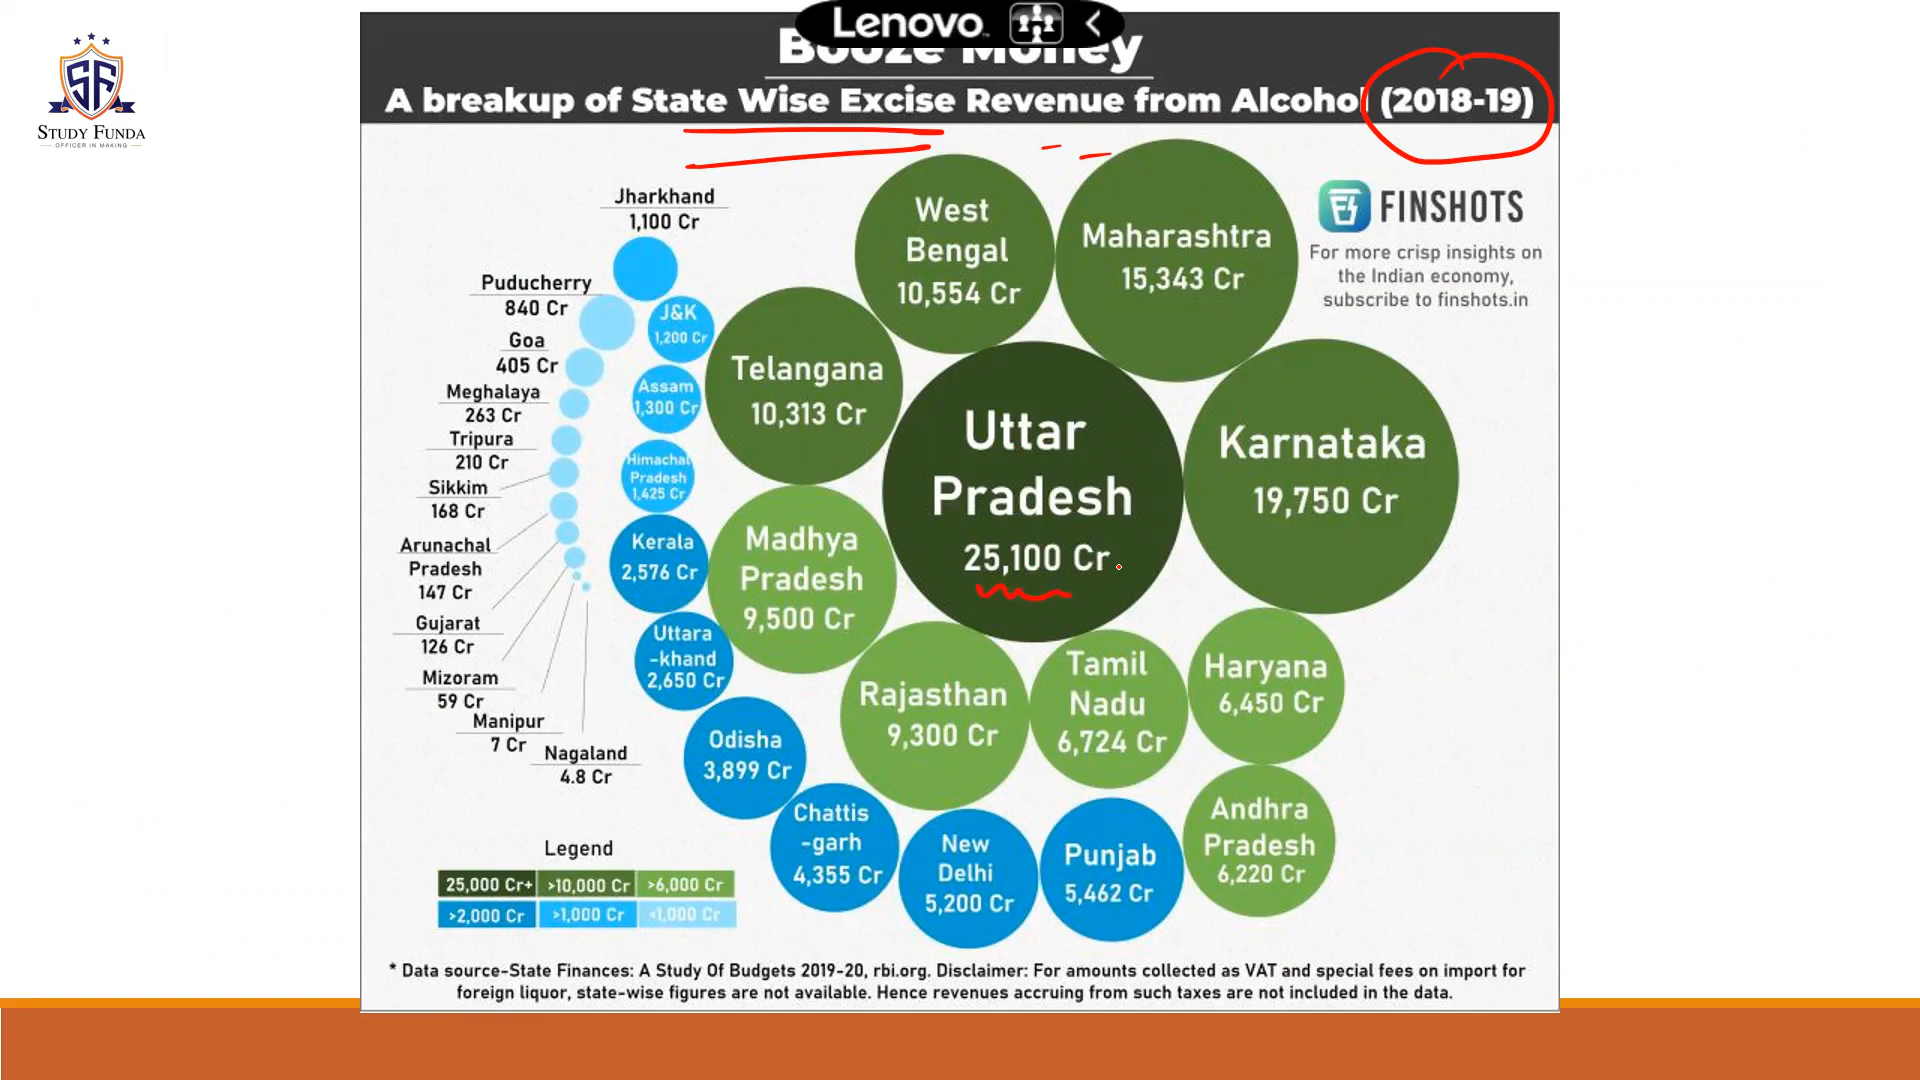 Lenovo
Booze Money
A breakup of State Wise Excise Revenue from Alcohol (2018-19)
SF
STUDY FUNDA
OFFICER IN MAKING
FINSHOTS
For more crisp insights on
the Indian economy,
subscribe to finshots.in
Jharkhand
1,100 Cr
Puducherry
840 Cr
Goa
405 Cr
Meghalaya
263 Cr
Tripura
210 Cr
Sikkim
168 Cr
Arunachal
Pradesh
147 Cr
Gujarat
126 Cr
Mizoram
59 Cr
Manipur
7 Cr
Nagaland
4.8 Cr
J&K
1,200 Cr
Assam
1,300 Cr
Himachal
Pradesh
1,425 Cr
Kerala
2,576 Cr
Uttara
-khand
2,650 Cr
Odisha
3,899 Cr
Chattis
-garh
4,355 Cr
New
Delhi
5,200 Cr
Punjab
5,462 Cr
Andhra
Pradesh
6,220 Cr
Haryana
6,450 Cr
Tamil
Nadu
6,724 Cr
Rajasthan
9,300 Cr
Madhya
Pradesh
9,500 Cr
Telangana
10,313 Cr
West
Bengal
10,554 Cr
Maharashtra
15,343 Cr
Karnataka
19,750 Cr
Uttar
Pradesh
25,100 Cr
Legend
25,000 Cr+ >10,000 Cr >6,000 Cr
>2,000 Cr >1,000 Cr <1,000 Cr
* Data source-State Finances: A Study Of Budgets 2019-20, rbi.org. Disclaimer: For amounts collected as VAT and special fees on import for
foreign liquor, state-wise figures are not available. Hence revenues accruing from such taxes are not included in the data.